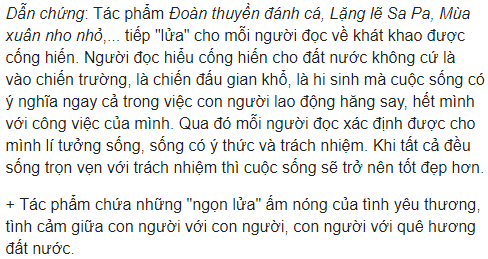 Dẫn chứng: Tác phẩm Đoàn thuyền đánh cá, Lặng lẽ Sa Pa, Mùa
xuân nho nhỏ,... tiếp "lửa" cho mỗi người đọc về khát khao được
cống hiến. Người đọc hiểu cống hiến cho đất nước không cứ là
vào chiến trường, là chiến đấu gian khổ, là hi sinh mà cuộc sống có
ý nghĩa ngay cả trong việc con người lao động hăng say, hết mình
với công việc của mình. Qua đó mỗi người đọc xác định được cho
mình lí tưởng sống, sống có ý thức và trách nhiệm. Khi tất cả đều
sống trọn vẹn với trách nhiệm thì cuộc sống sẽ trở nên tốt đẹp hơn.
+ Tác phẩm chứa những "ngọn lửa" ấm nóng của tình yêu thương,
tình cảm giữa con người với con người, con người với quê hương
đất nước.